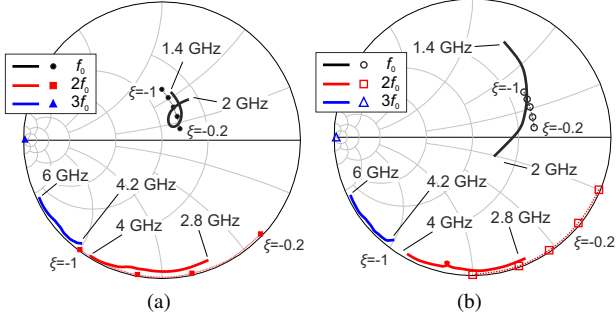 (a)
1.4 GHz
f₀
2f₀
3f₀
ξ=-1
2 GHz
ξ=-0.2
6 GHz
4.2 GHz
4 GHz
2.8 GHz
ξ=-1
ξ=-0.2
(a)
(b)
1.4 GHz
f₀
2f₀
3f₀
ξ=-1
ξ=-0.2
2 GHz
6 GHz
4.2 GHz
4 GHz
2.8 GHz
ξ=-1
ξ=-0.2
(b)